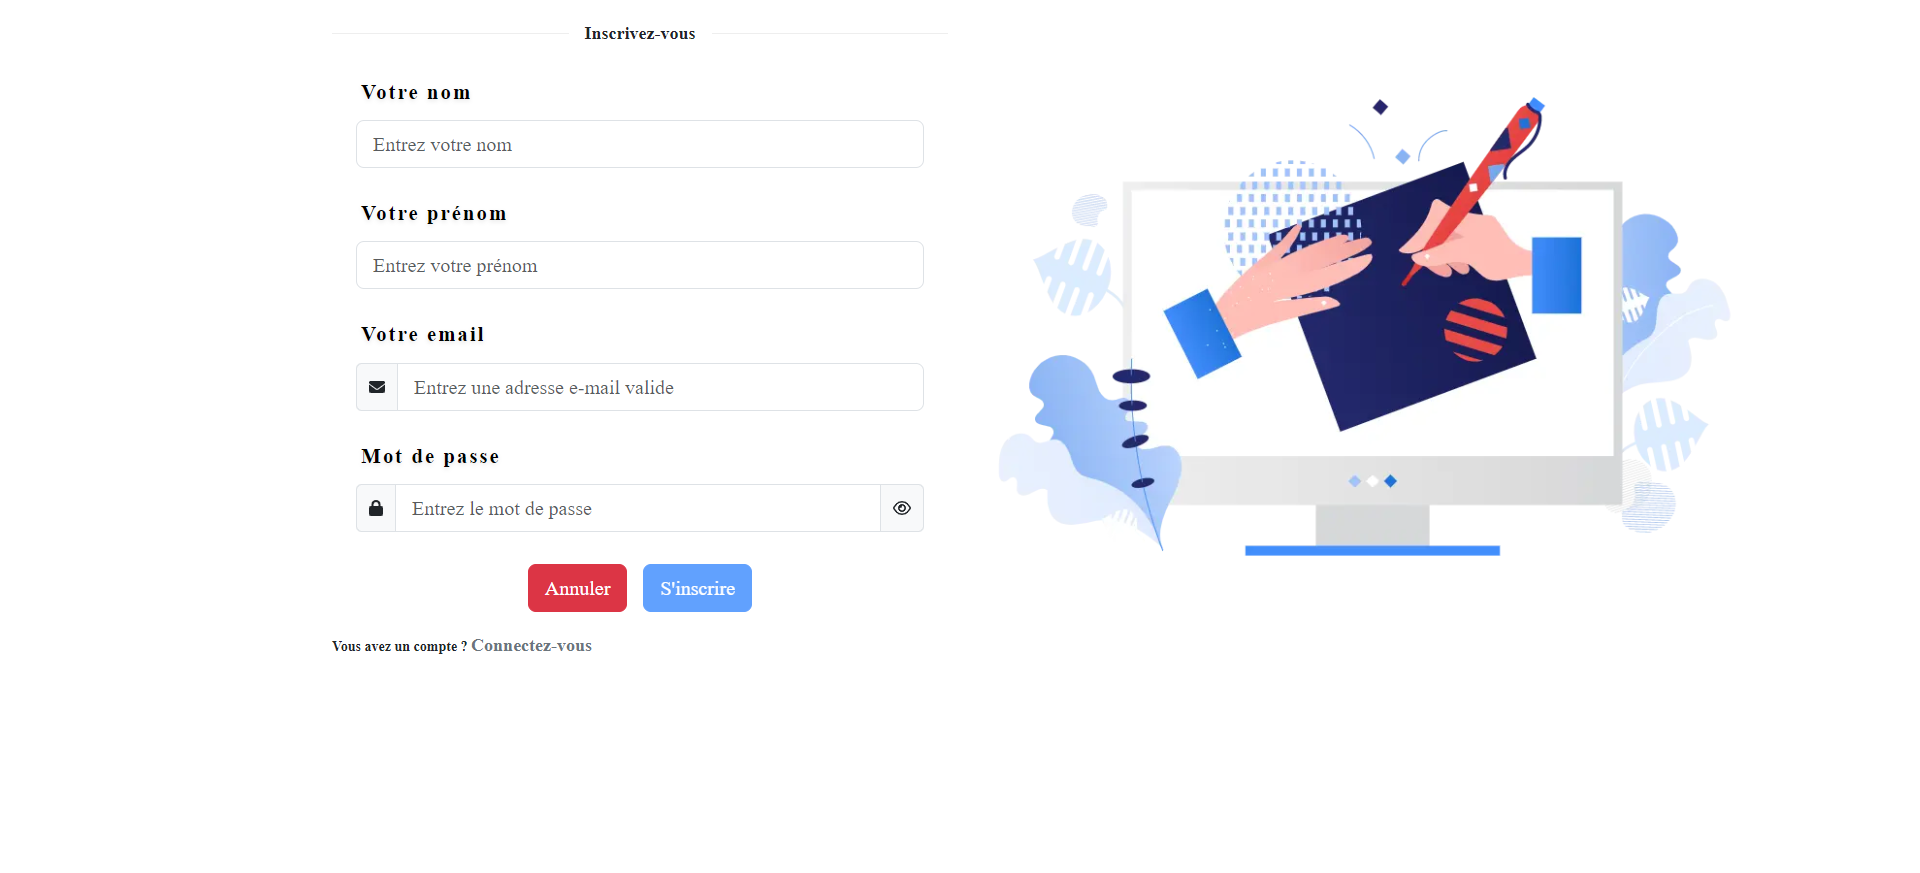 Inscrivez-vous
Votre nom
Entrez votre nom
Votre prénom
Entrez votre prénom
Votre email
Entrez une adresse e-mail valide
Mot de passe
Entrez le mot de passe
Annuler S'inscrire
Vous avez un compte ? Connectez-vous